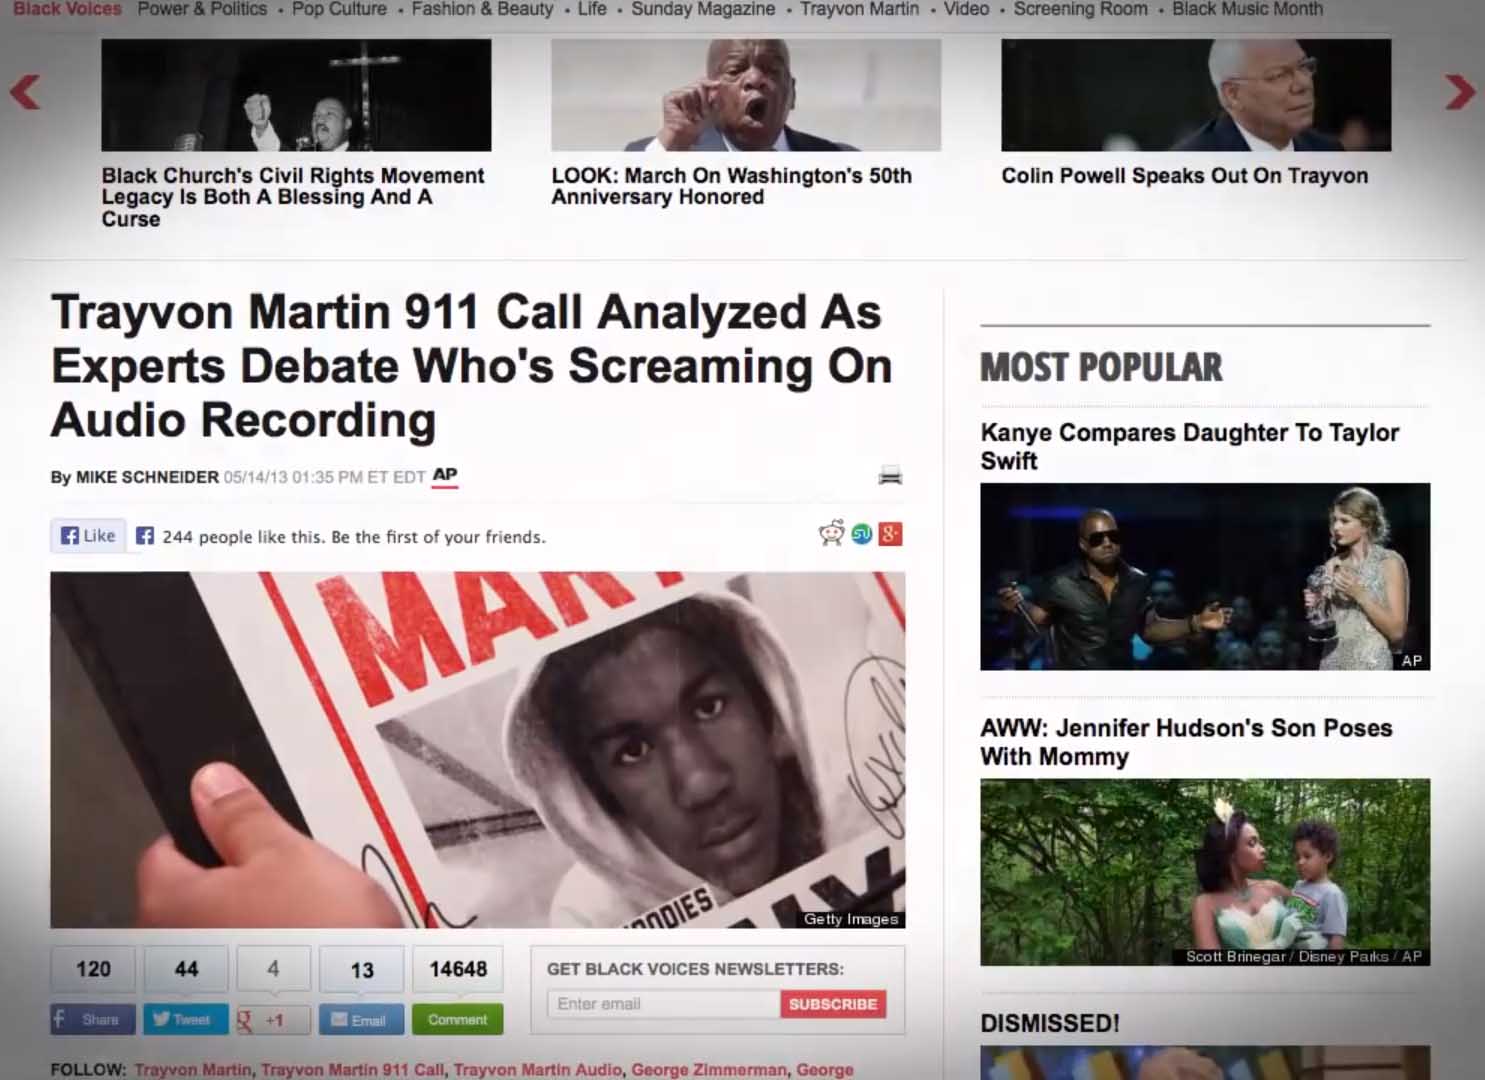 Black Voices Power & Politics • Pop Culture • Fashion & Beauty • Life • Sunday Magazine • Trayvon Martin • Video • Screening Room • Black Music Month
Black Church's Civil Rights Movement
Legacy Is Both A Blessing And A
Curse
LOOK: March On Washington's 50th
Anniversary Honored
Colin Powell Speaks Out On Trayvon
Trayvon Martin 911 Call Analyzed As
Experts Debate Who's Screaming On
Audio Recording
By MIKE SCHNEIDER 05/14/13 01:35 PM ET EDT AP
Like 244 people like this. Be the first of your friends.
MOST POPULAR
Kanye Compares Daughter To Taylor
Swift
AP
AWW: Jennifer Hudson's Son Poses
With Mommy
Scott Brinegar / Disney Parks / AP
DISMISSED!
Getty Images
120 44 4 13 14648
Share Tweet +1 Email Comment
GET BLACK VOICES NEWSLETTERS:
Enter email SUBSCRIBE
FOLLOW: Trayvon Martin, Trayvon Martin 911 Call, Trayvon Martin Audio, George Zimmerman, George